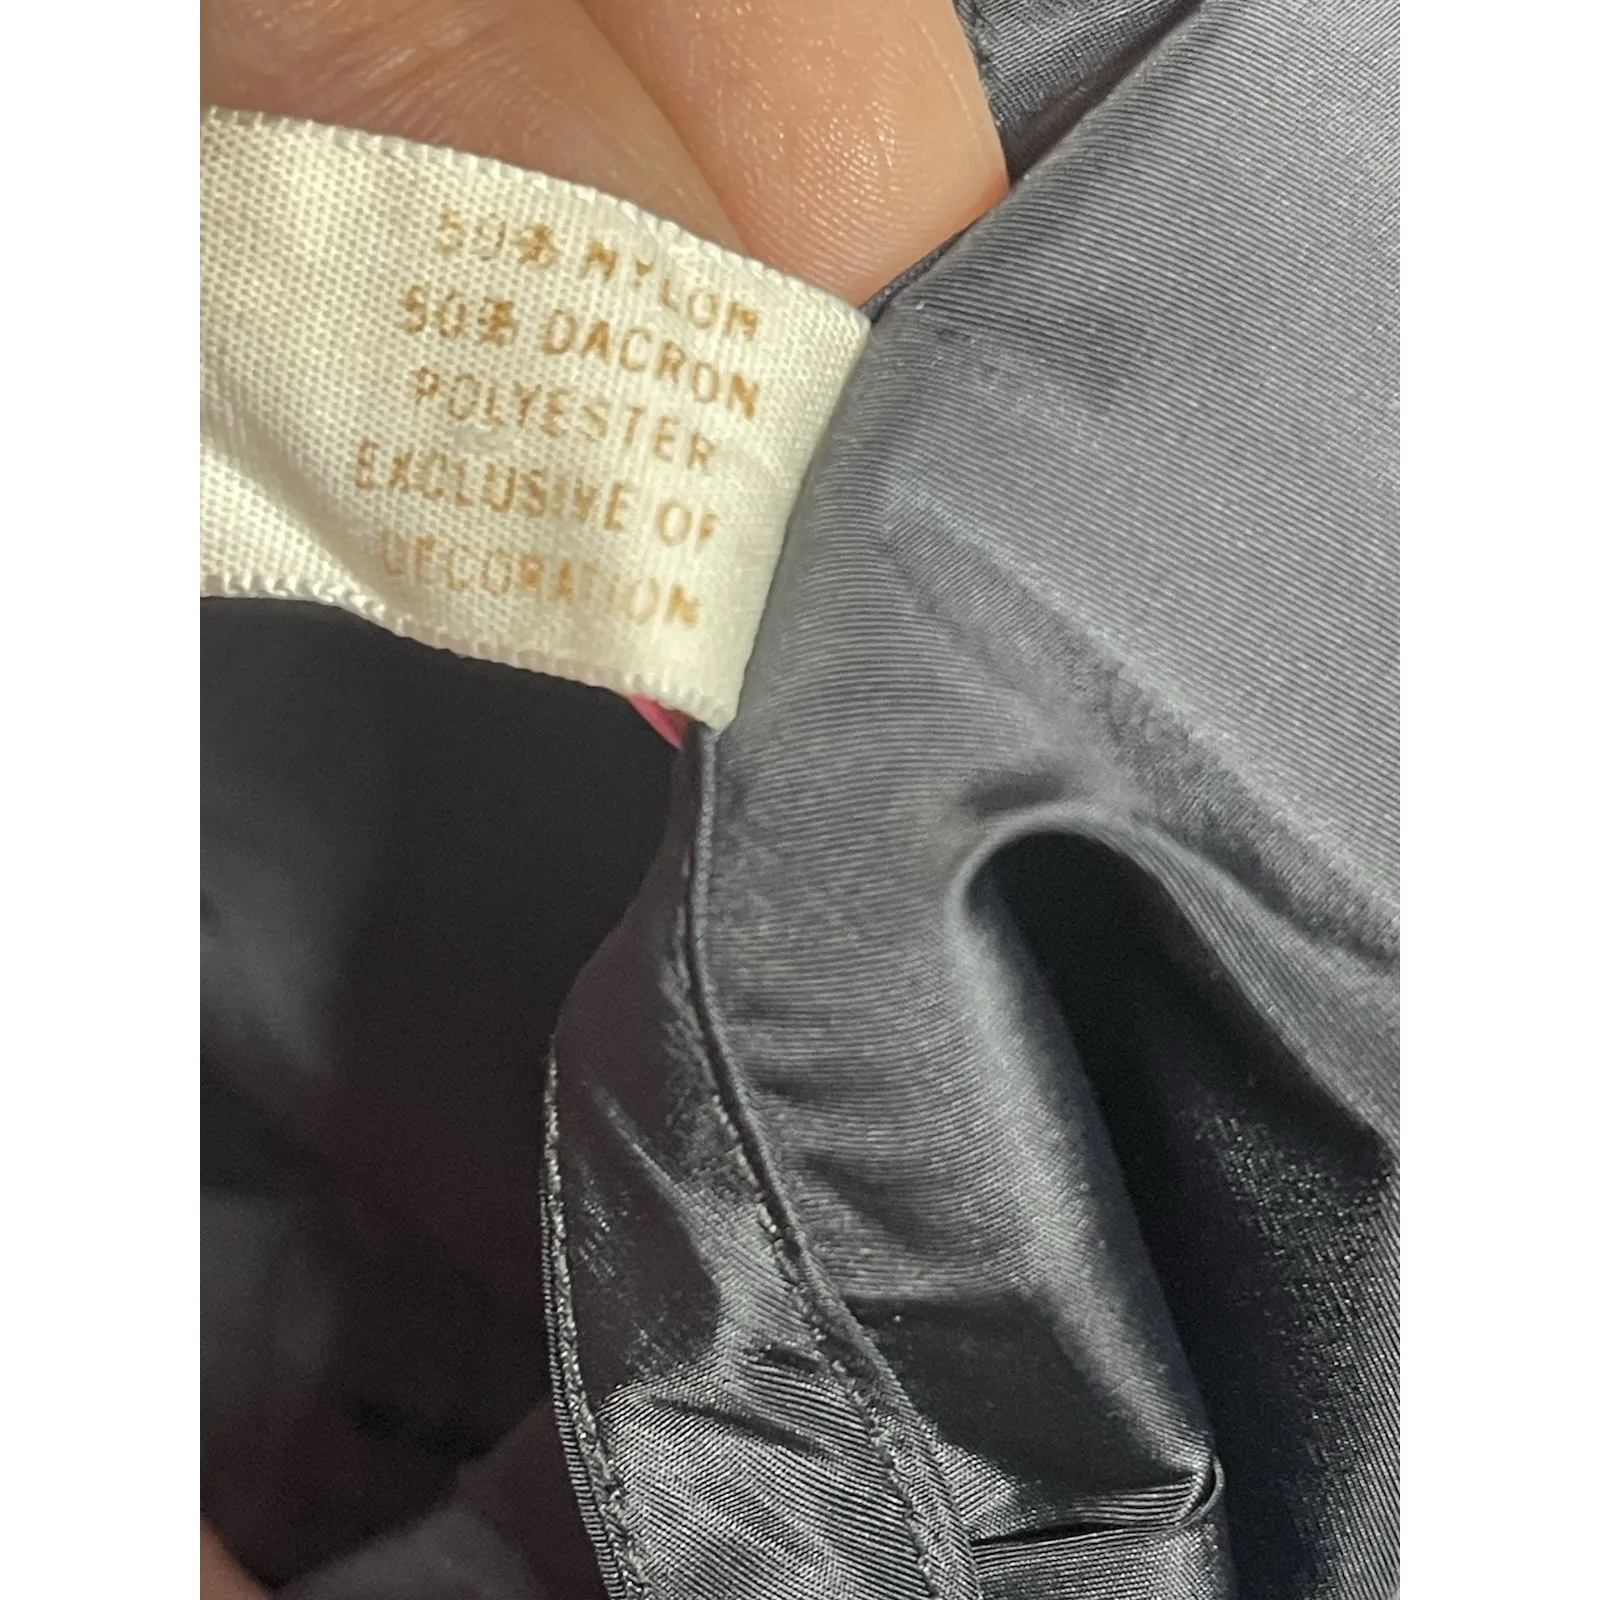 50% NYLON
50% DACRON
POLYESTER
EXCLUSIVE OF
DECORATION